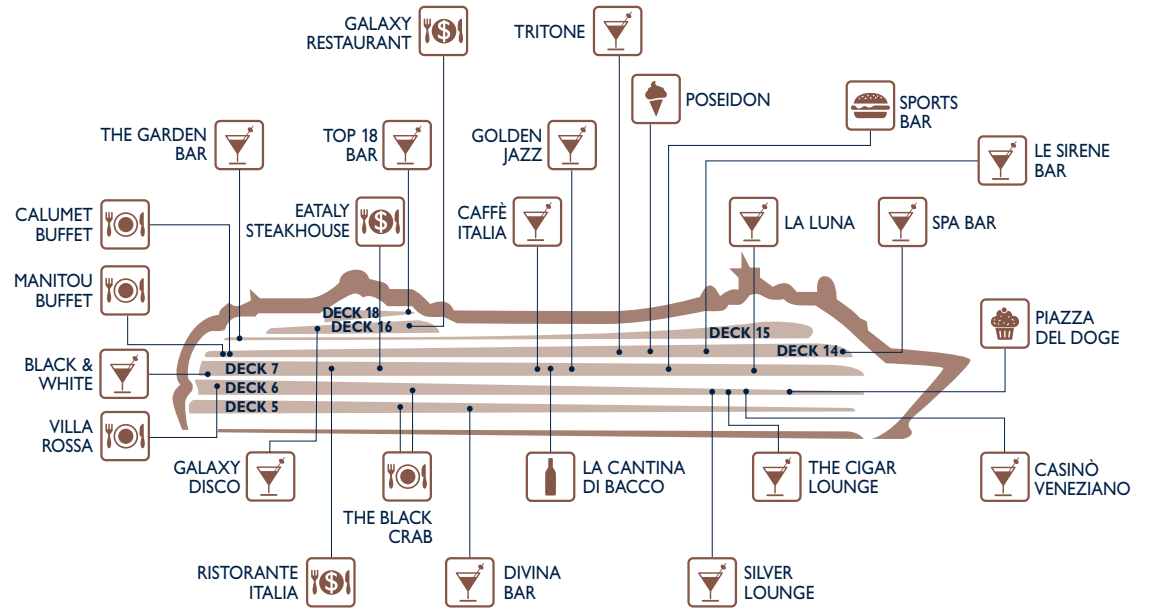 GALAXY
RESTAURANT
$
TRITONE
POSEIDON
SPORTS
BAR
THE GARDEN
BAR
TOP 18
BAR
GOLDEN
JAZZ
LE SIRENE
BAR
CALUMET
BUFFET
EATALY
STEAKHOUSE
$
CAFFÈ
ITALIA
LA LUNA
SPA BAR
MANITOU
BUFFET
DECK 18
DECK 16
DECK 15
PIAZZA
DEL DOGE
DECK 14
BLACK &
WHITE
DECK 7
DECK 6
DECK 5
VILLA
ROSSA
GALAXY
DISCO
THE BLACK
CRAB
LA CANTINA
DI BACCO
THE CIGAR
LOUNGE
CASINÒ
VENEZIANO
RISTORANTE
ITALIA
$
DIVINA
BAR
SILVER
LOUNGE